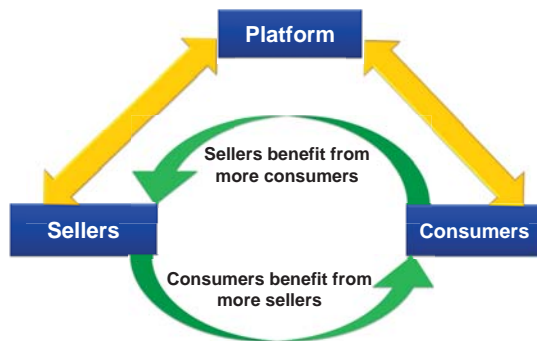 Platform
Sellers benefit from
more consumers
Sellers
Consumers
Consumers benefit from
more sellers